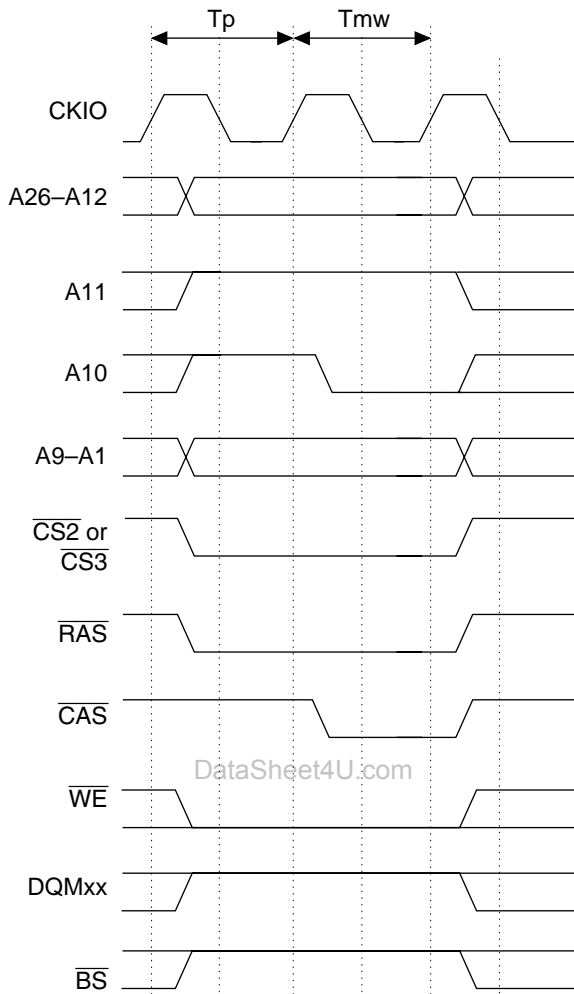 Tp
Tmw
CKIO
A26–A12
A11
A10
A9–A1
CS2 or
CS3
RAS
CAS
DataSheet4U.com
WE
DQMxx
BS